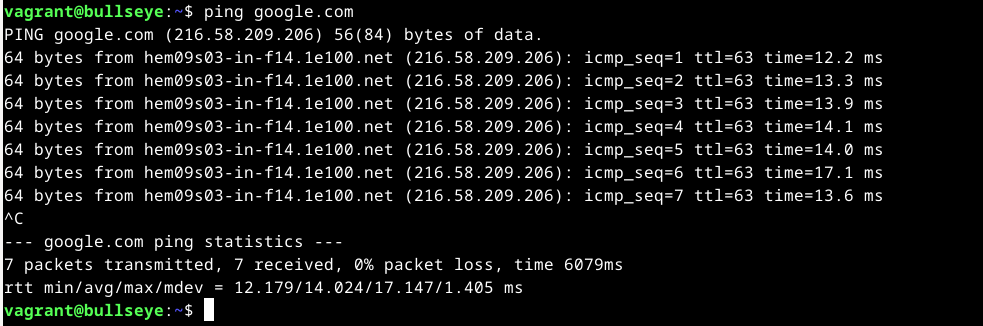 vagrant@bullseye:~$ ping google.com
PING google.com (216.58.209.206) 56(84) bytes of data.
64 bytes from hem09s03-in-f14.1e100.net (216.58.209.206): icmp_seq=1 ttl=63 time=12.2 ms
64 bytes from hem09s03-in-f14.1e100.net (216.58.209.206): icmp_seq=2 ttl=63 time=13.3 ms
64 bytes from hem09s03-in-f14.1e100.net (216.58.209.206): icmp_seq=3 ttl=63 time=13.9 ms
64 bytes from hem09s03-in-f14.1e100.net (216.58.209.206): icmp_seq=4 ttl=63 time=14.1 ms
64 bytes from hem09s03-in-f14.1e100.net (216.58.209.206): icmp_seq=5 ttl=63 time=14.0 ms
64 bytes from hem09s03-in-f14.1e100.net (216.58.209.206): icmp_seq=6 ttl=63 time=17.1 ms
64 bytes from hem09s03-in-f14.1e100.net (216.58.209.206): icmp_seq=7 ttl=63 time=13.6 ms
^C
--- google.com ping statistics ---
7 packets transmitted, 7 received, 0% packet loss, time 6079ms
rtt min/avg/max/mdev = 12.179/14.024/17.147/1.405 ms
vagrant@bullseye:~$